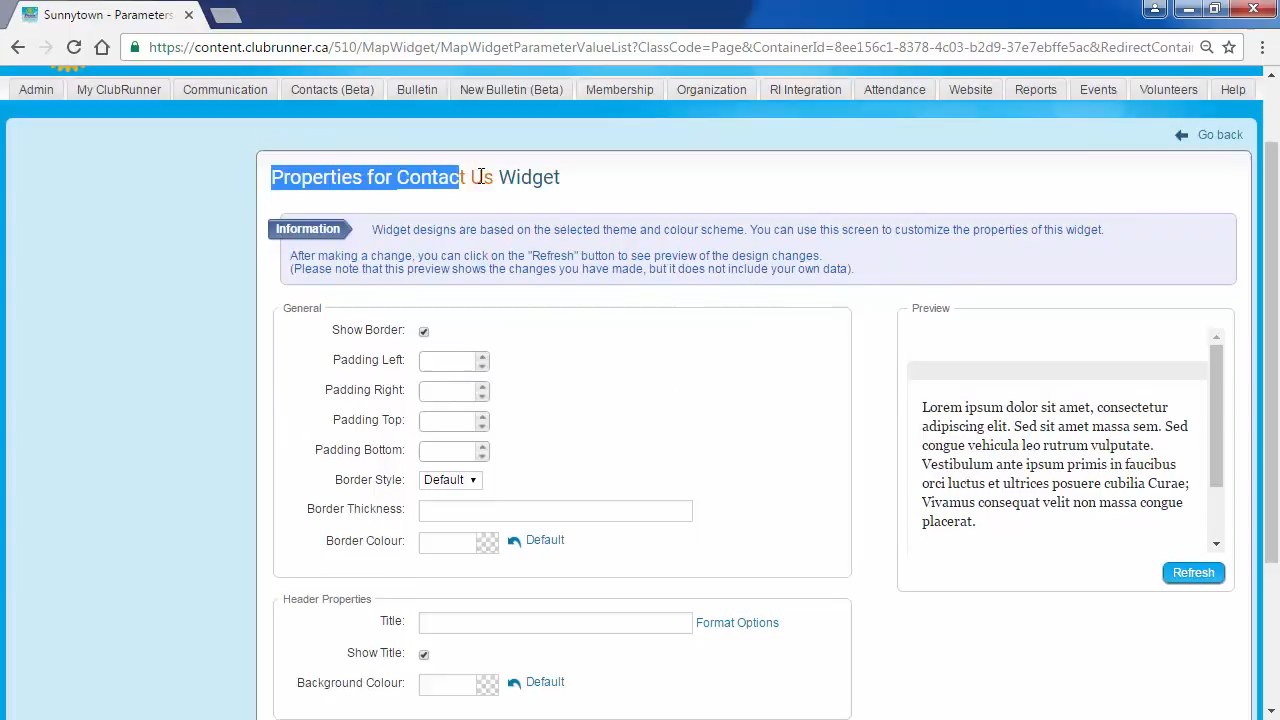 Sunnytown - Parameters
https://content.clubrunner.ca/510/MapWidget/MapWidgetParameterValueList?ClassCode=Page&ContainerId=8ee156c1-8378-4c03-b2d9-37e7ebffe5ac&RedirectContai
Admin My ClubRunner Communication Contacts (Beta) Bulletin New Bulletin (Beta) Membership Organization RI Integration Attendance Website Reports Events Volunteers Help
Go back
Properties for Contact Us Widget
Information
Widget designs are based on the selected theme and colour scheme. You can use this screen to customize the properties of this widget.
After making a change, you can click on the "Refresh" button to see preview of the design changes.
(Please note that this preview shows the changes you have made, but it does not include your own data).
General
Show Border:
Padding Left:
Padding Right:
Padding Top:
Padding Bottom:
Border Style: Default
Border Thickness:
Border Colour: Default
Preview
Lorem ipsum dolor sit amet, consectetur
adipiscing elit. Sed sit amet massa sem. Sed
congue vehicula leo rutrum vulputate.
Vestibulum ante ipsum primis in faucibus
orci luctus et ultrices posuere cubilia Curae;
Vivamus consequat velit non massa congue
placerat.
Refresh
Header Properties
Title: Format Options
Show Title:
Background Colour: Default